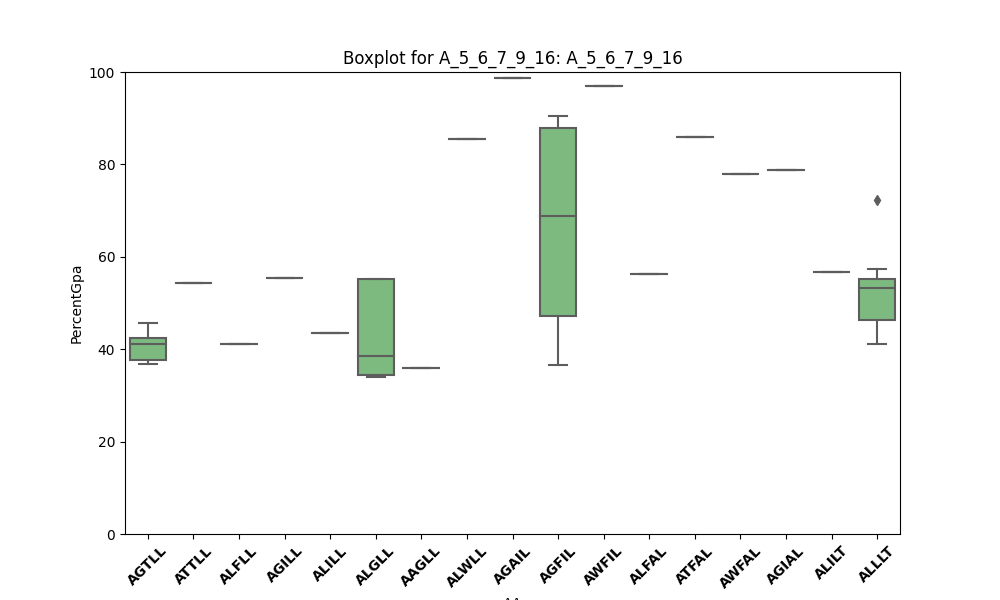 Boxplot for A_5_6_7_9_16: A_5_6_7_9_16
100
80
60
40
20
0
PercentGpa
AGTLL
ATTLL
ALFLL
AGILL
ALILL
ALGLL
AAGLL
ALWLL
AGAIL
AGFIL
AWFIL
ALFAL
ATFAL
AWFAL
AGIAL
ALILT
ALLLT